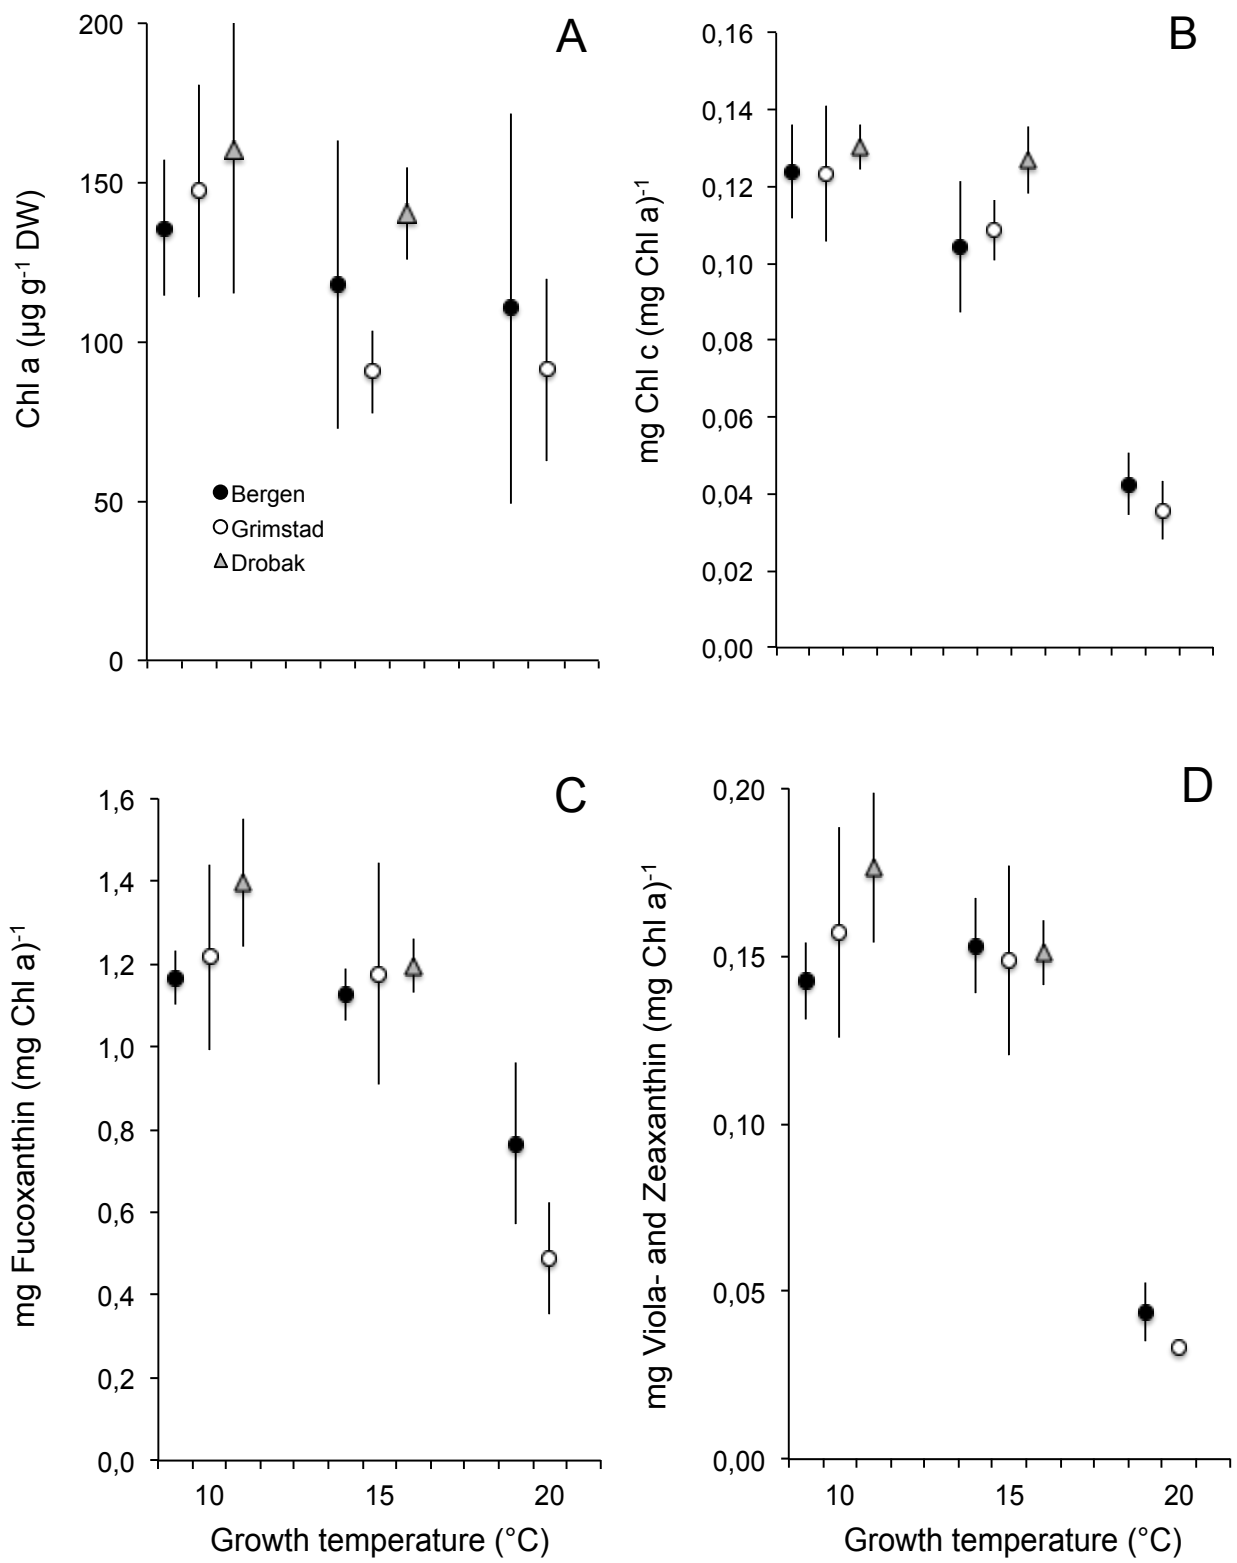 A
Chl a (µg g-1 DW)
200
150
100
50
0
Bergen
Grimstad
Drobak
B
mg Chl c (mg Chl a)-1
0,16
0,14
0,12
0,10
0,08
0,06
0,04
0,02
0,00
C
mg Fucoxanthin (mg Chl a)-1
1,6
1,4
1,2
1,0
0,8
0,6
0,4
0,2
0,0
10 15 20
Growth temperature (°C)
D
mg Viola- and Zeaxanthin (mg Chl a)-1
0,20
0,15
0,10
0,05
0,00
10 15 20
Growth temperature (°C)